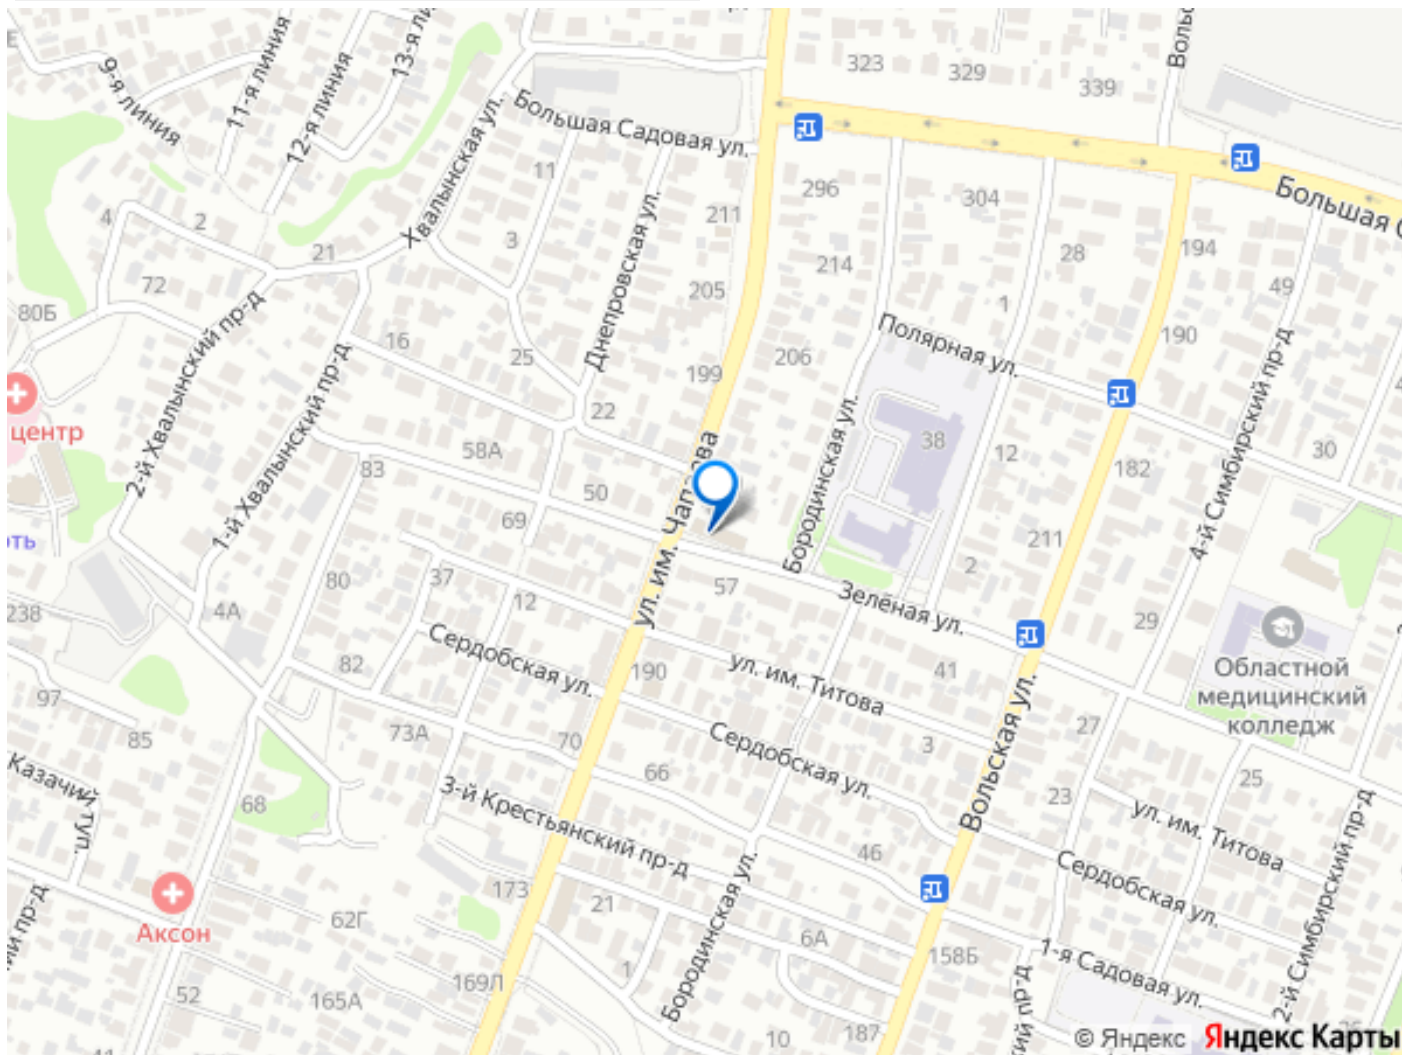 9-я линия
11-я линия
12-я линия
Хвалынская ул.
Большая Садовая ул.
323
329
339
11
296
304
Большая
4
2
21
3
211
28
194
72
214
49
80Б
2-й Хвалынский пр-д
Днепровская ул.
205
1
16
25
Полярная ул.
190
199
206
1-й Хвалынский пр-д
22
центр
58А
ул. им. Чапаева
Бородинская ул.
38
12
182
30
4-й Симбирский пр-д
83
50
69
211
57
2
80
37
12
Зелёная ул.
238
4А
29
Сердобская ул.
82
190
ул. им. Титова
41
Областной
медицинский
колледж
97
85
73А
70
Сердобская ул.
3
Вольская ул.
27
66
25
Казачий туп.
68
3-й Крестьянский пр-д
23
ул. им. Титова
46
Сердобская ул.
2-й Симбирский пр-д
173
21
Аксон
62Г
Бородинская ул.
6А
158Б
1-я Садовая ул.
1
169Л
52
165А
10
187
© Яндекс Яндекс Карты